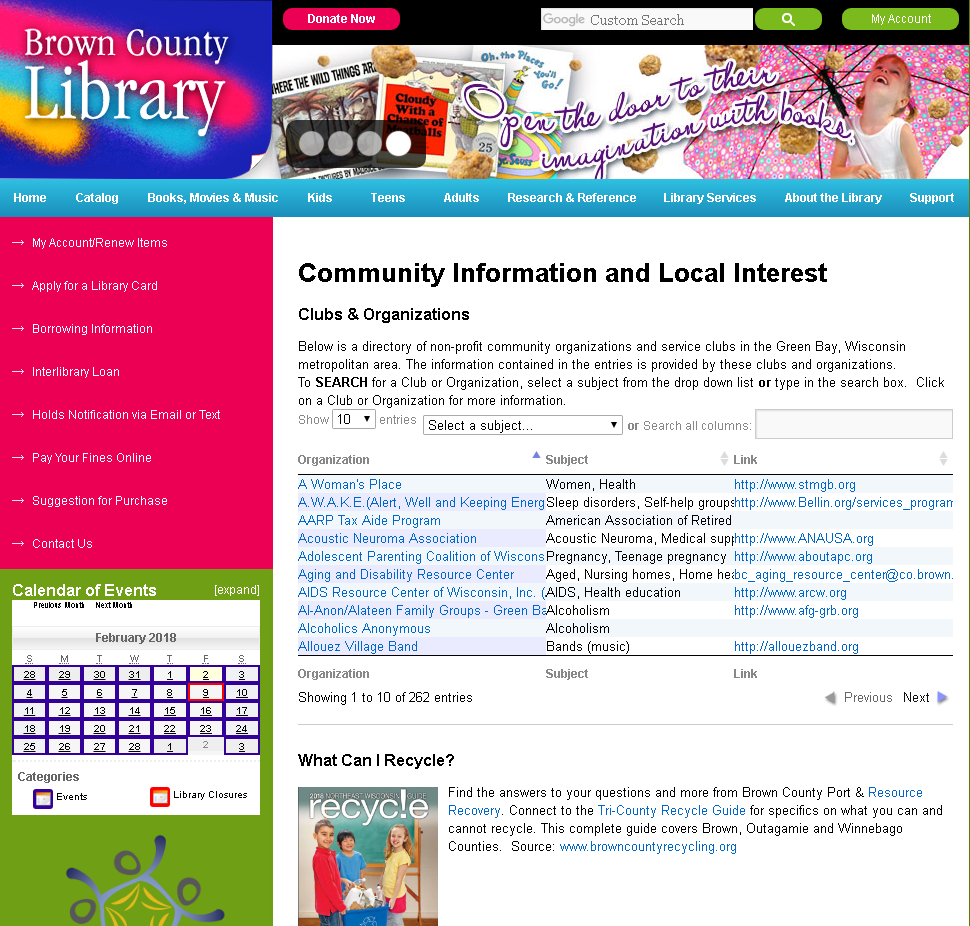 Brown County
Library
Donate Now
Google Custom Search
My Account
WHERE THE WILD THINGS ARE
Cloudy
With a
Chance of
Meatballs
Oh, the Places
You'll
Go!
Dr. Seuss
25
Open the door to their
imagination with books.
Home Catalog Books, Movies & Music Kids Teens Adults Research & Reference Library Services About the Library Support
→ My Account/Renew Items
→ Apply for a Library Card
→ Borrowing Information
→ Interlibrary Loan
→ Holds Notification via Email or Text
→ Pay Your Fines Online
→ Suggestion for Purchase
→ Contact Us
Calendar of Events [expand]
Previous Month Next Month
February 2018
S M T W T F S
28 29 30 31 1 2 3
4 5 6 7 8 9 10
11 12 13 14 15 16 17
18 19 20 21 22 23 24
25 26 27 28 1 2 3
Categories
Events Library Closures
Community Information and Local Interest
Clubs & Organizations
Below is a directory of non-profit community organizations and service clubs in the Green Bay, Wisconsin
metropolitan area. The information contained in the entries is provided by these clubs and organizations.
To SEARCH for a Club or Organization, select a subject from the drop down list or type in the search box. Click
on a Club or Organization for more information.
Show 10 entries Select a subject... or Search all columns:
Organization Subject Link
A Woman's Place Women, Health http://www.stmgb.org
A.W.A.K.E.(Alert, Well and Keeping Energ Sleep disorders, Self-help groups http://www.Bellin.org/services_program
AARP Tax Aide Program American Association of Retired
Acoustic Neuroma Association Acoustic Neuroma, Medical supp http://www.ANAUSA.org
Adolescent Parenting Coalition of Wiscons Pregnancy, Teenage pregnancy http://www.aboutapc.org
Aging and Disability Resource Center Aged, Nursing homes, Home hea bc_aging_resource_center@co.brown.
AIDS Resource Center of Wisconsin, Inc. ( AIDS, Health education http://www.arcw.org
Al-Anon/Alateen Family Groups - Green Ba Alcoholism http://www.afg-grb.org
Alcoholics Anonymous Alcoholism
Allouez Village Band Bands (music) http://allouezband.org
Organization Subject Link
Showing 1 to 10 of 262 entries Previous Next
What Can I Recycle?
2018 NORTHEAST WISCONSIN GUIDE
recycle
Find the answers to your questions and more from Brown County Port & Resource
Recovery. Connect to the Tri-County Recycle Guide for specifics on what you can and
cannot recycle. This complete guide covers Brown, Outagamie and Winnebago
Counties. Source: www.browncountyrecycling.org